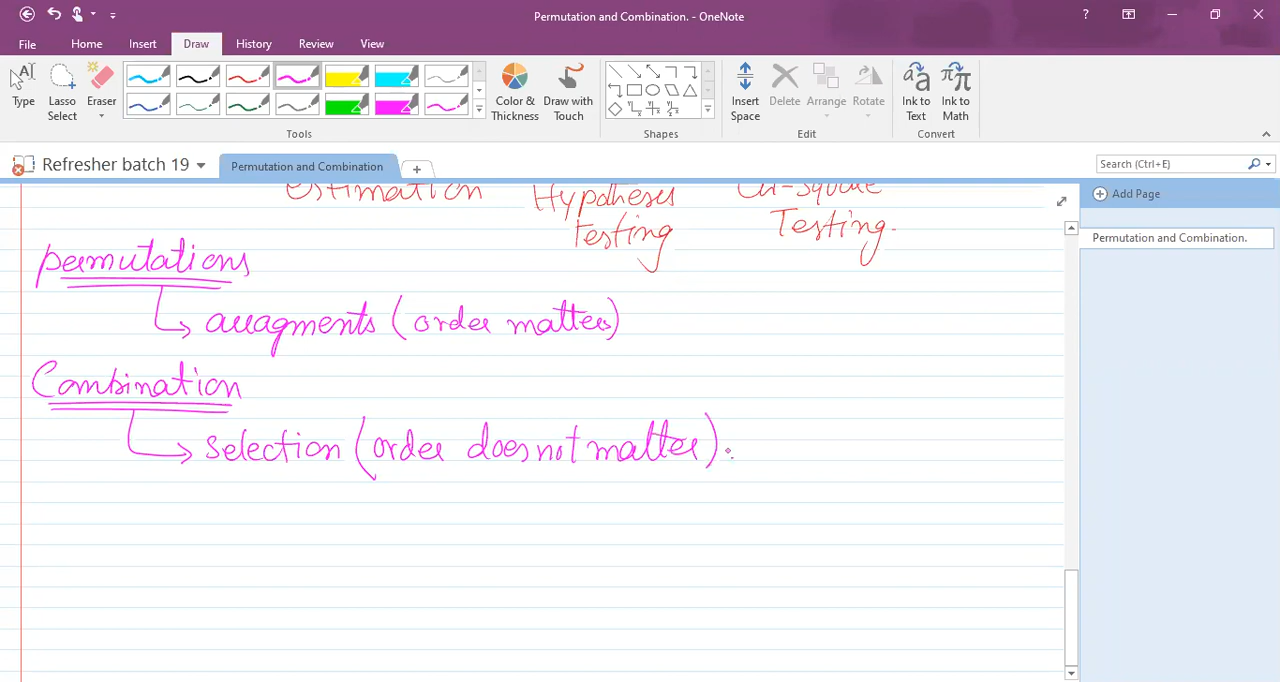 Permutation and Combination. - OneNote
?
File Home Insert Draw History Review View
Type
Lasso Select
Eraser
Color & Thickness
Draw with Touch
Insert Space
Delete
Arrange
Rotate
Ink to Text
Ink to Math
Tools
Shapes
Edit
Convert
Refresher batch 19
Permutation and Combination
Search (Ctrl+E)
Add Page
Permutation and Combination.
estimation
Hypotheses
testing
Testing.
permutations
arragments (order matters)
Combination
selection (order does not matter).